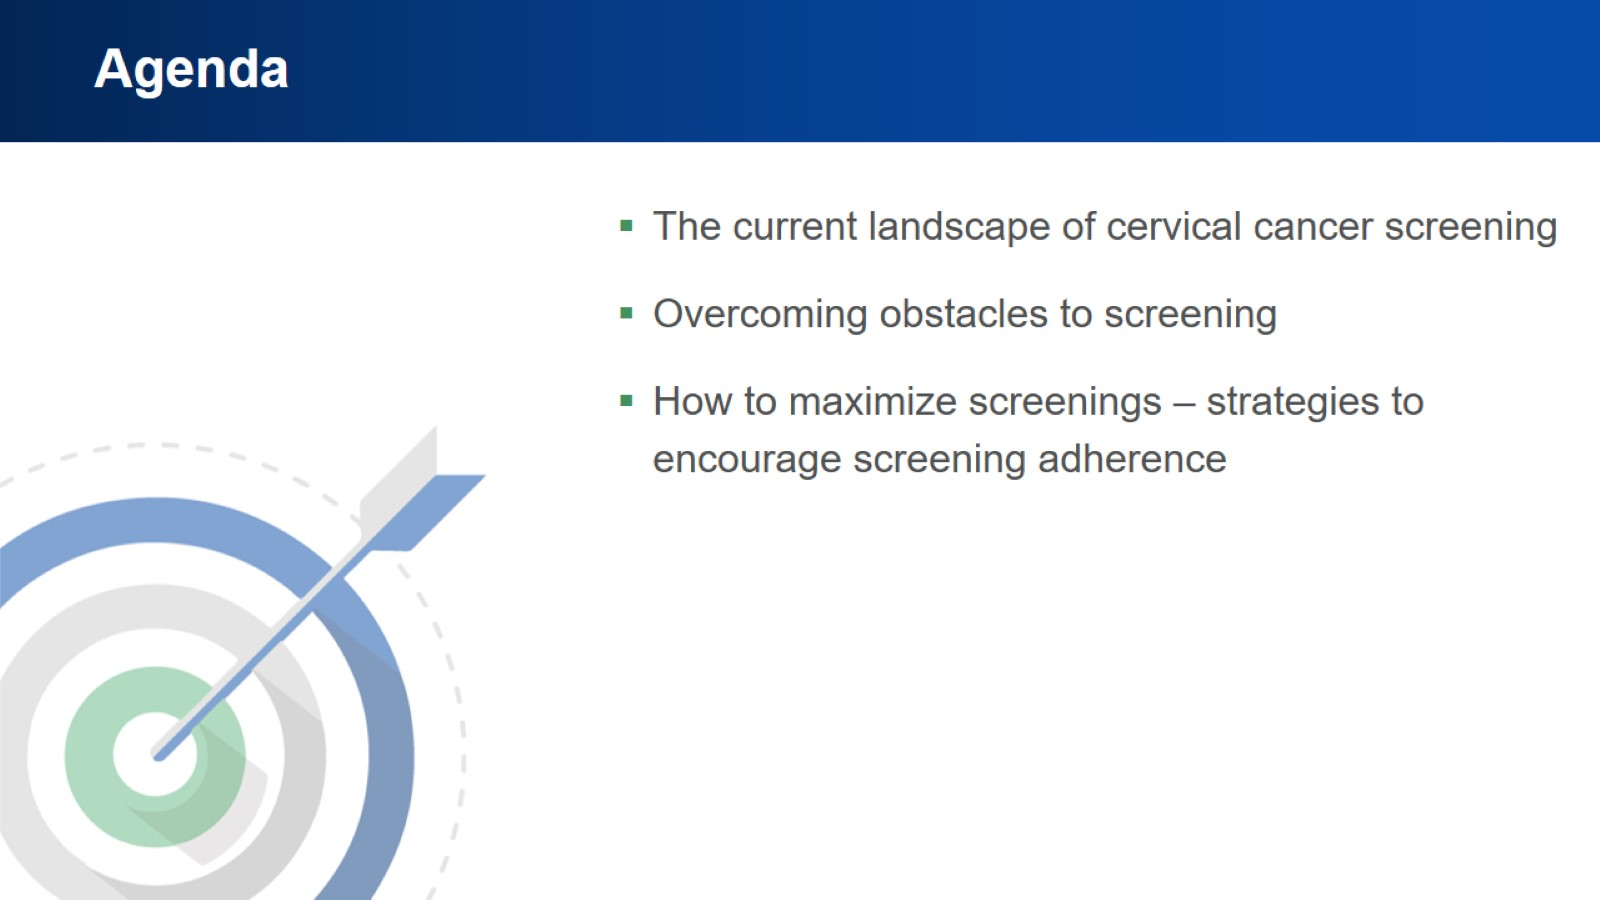 Agenda
▪ The current landscape of cervical cancer screening
▪ Overcoming obstacles to screening
▪ How to maximize screenings – strategies to
encourage screening adherence